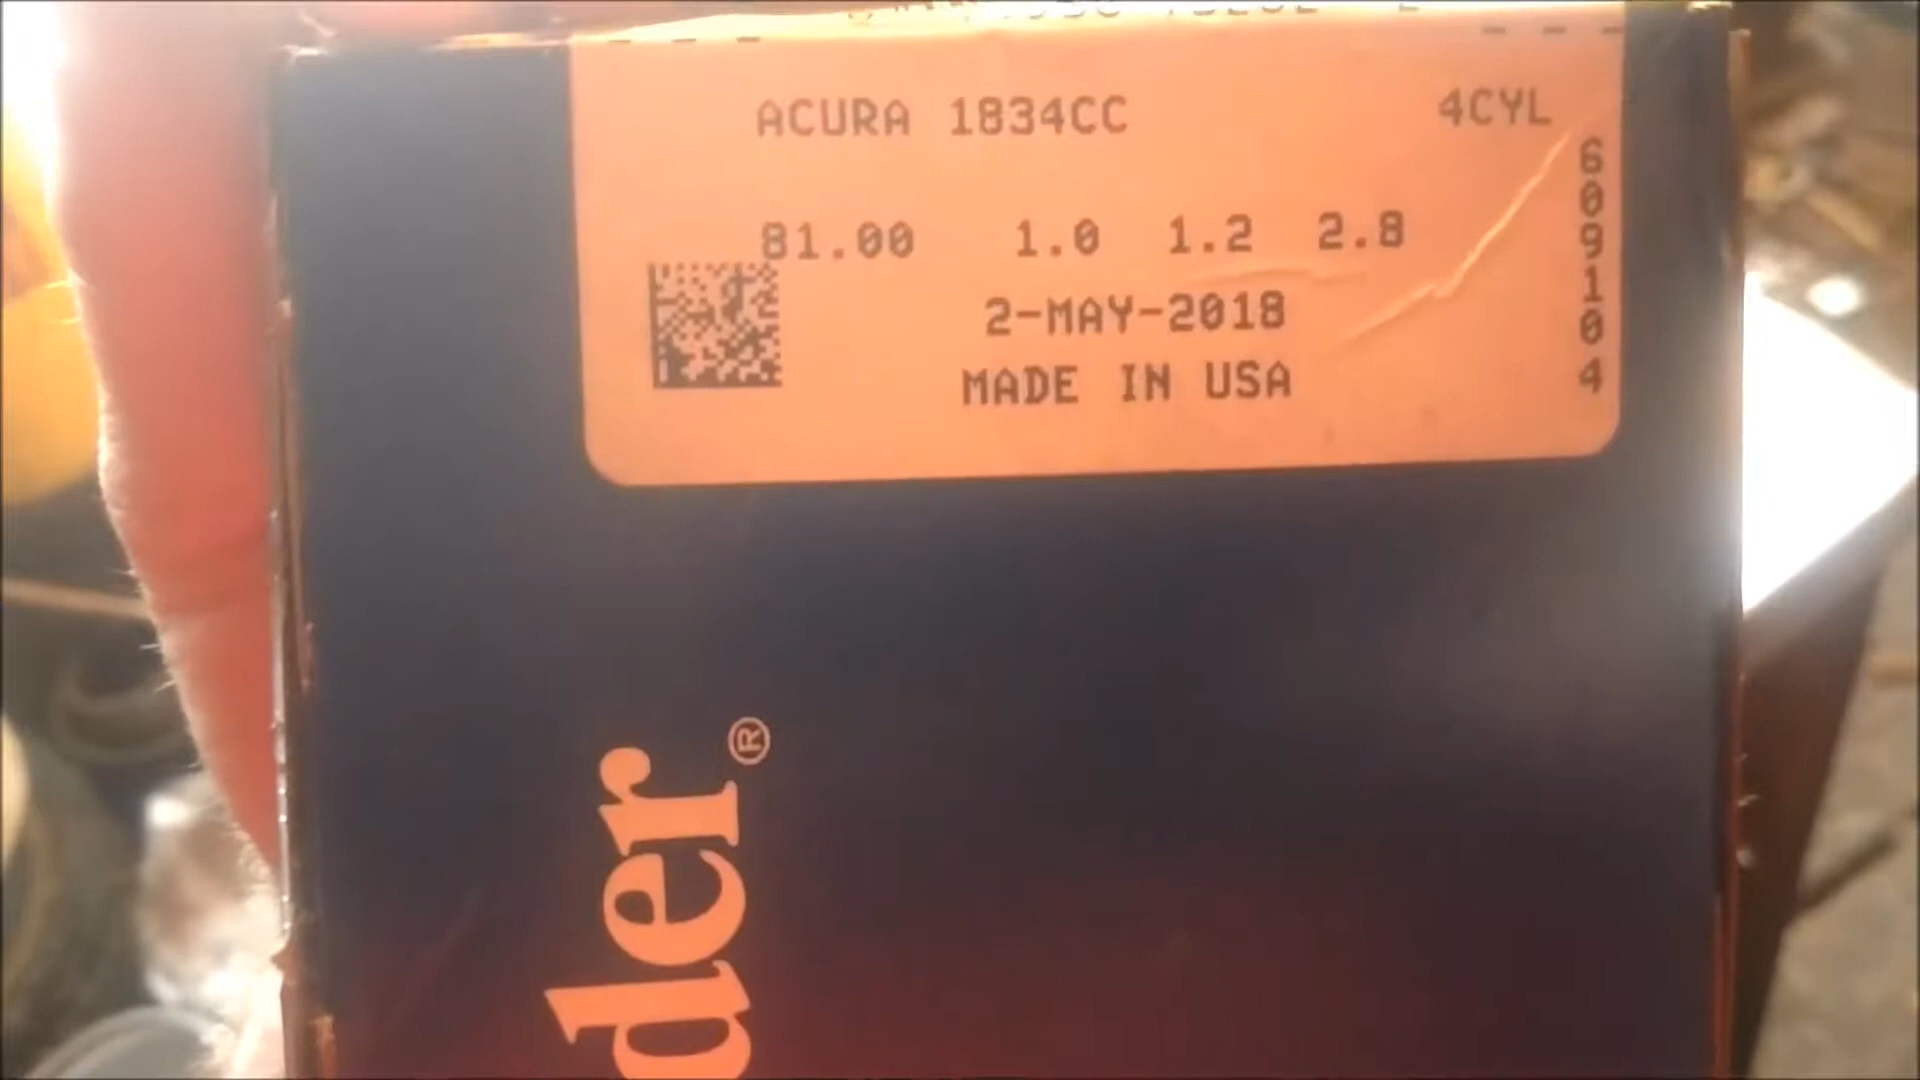 ACURA 1834CC 4CYL
81.00 1.0 1.2 2.8
2-MAY-2018
MADE IN USA
609104
der®